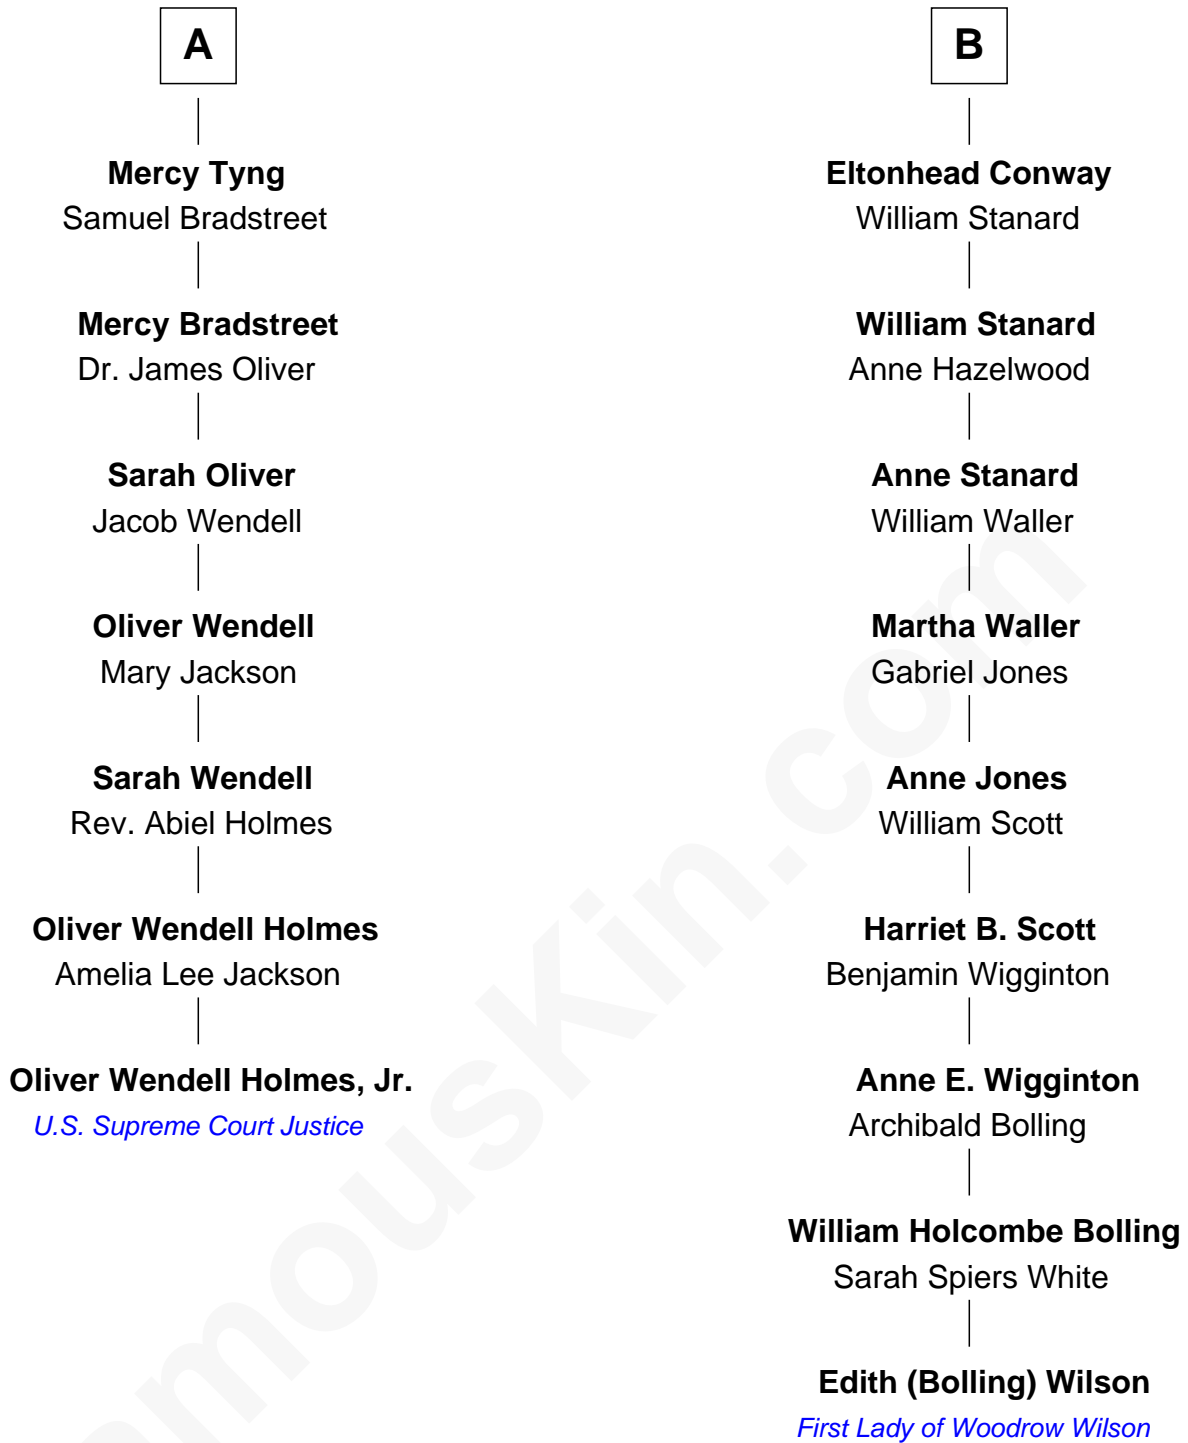 A
Mercy Tyng
Samuel Bradstreet
Mercy Bradstreet
Dr. James Oliver
Sarah Oliver
Jacob Wendell
Oliver Wendell
Mary Jackson
Sarah Wendell
Rev. Abiel Holmes
Oliver Wendell Holmes
Amelia Lee Jackson
Oliver Wendell Holmes, Jr.
U.S. Supreme Court Justice
B
Eltonhead Conway
William Stanard
William Stanard
Anne Hazelwood
Anne Stanard
William Waller
Martha Waller
Gabriel Jones
Anne Jones
William Scott
Harriet B. Scott
Benjamin Wigginton
Anne E. Wigginton
Archibald Bolling
William Holcombe Bolling
Sarah Spiers White
Edith (Bolling) Wilson
First Lady of Woodrow Wilson
amouskin.com